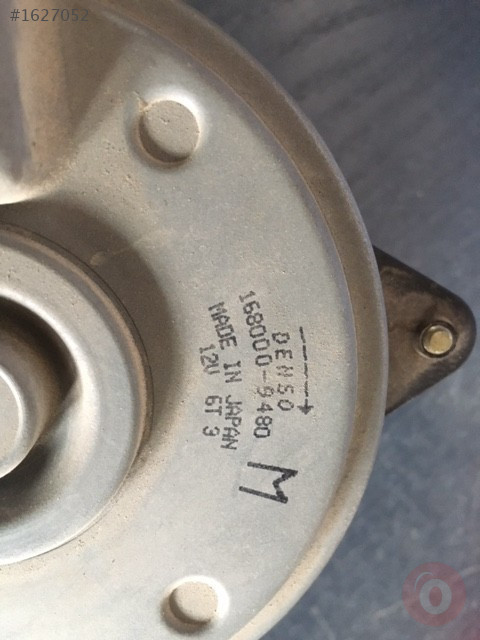 #1627052
DENSO
168000-9480
MADE IN JAPAN
12V 6T 3
M